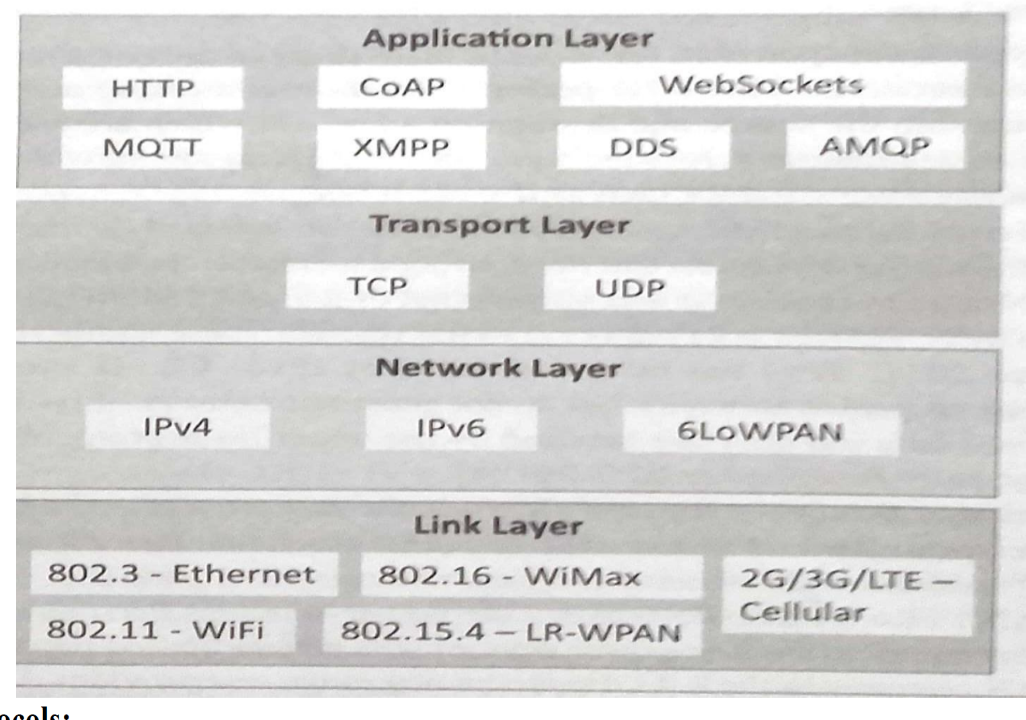 Application Layer
HTTP CoAP WebSockets
MQTT XMPP DDS AMQP
Transport Layer
TCP UDP
Network Layer
IPv4 IPv6 6LoWPAN
Link Layer
802.3 - Ethernet 802.16 - WiMax 2G/3G/LTE –
Cellular
802.11 - WiFi 802.15.4 – LR-WPAN